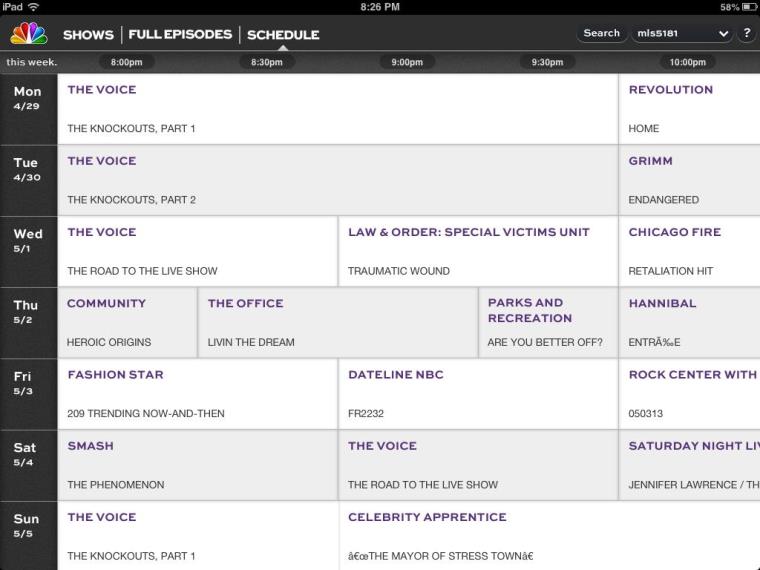 iPad 8:26 PM 58%
SHOWS FULL EPISODES SCHEDULE Search mls5181 ?
this week. 8:00pm 8:30pm 9:00pm 9:30pm 10:00pm
Mon 4/29
THE VOICE
THE KNOCKOUTS, PART 1
REVOLUTION
HOME
Tue 4/30
THE VOICE
THE KNOCKOUTS, PART 2
GRIMM
ENDANGERED
Wed 5/1
THE VOICE
THE ROAD TO THE LIVE SHOW
LAW & ORDER: SPECIAL VICTIMS UNIT
TRAUMATIC WOUND
CHICAGO FIRE
RETALIATION HIT
Thu 5/2
COMMUNITY
HEROIC ORIGINS
THE OFFICE
LIVIN THE DREAM
PARKS AND
RECREATION
ARE YOU BETTER OFF?
HANNIBAL
ENTRÃ‰E
Fri 5/3
FASHION STAR
209 TRENDING NOW-AND-THEN
DATELINE NBC
FR2232
ROCK CENTER WITH
050313
Sat 5/4
SMASH
THE PHENOMENON
THE VOICE
THE ROAD TO THE LIVE SHOW
SATURDAY NIGHT LIV
JENNIFER LAWRENCE / TH
Sun 5/5
THE VOICE
THE KNOCKOUTS, PART 1
CELEBRITY APPRENTICE
â€œTHE MAYOR OF STRESS TOWNâ€